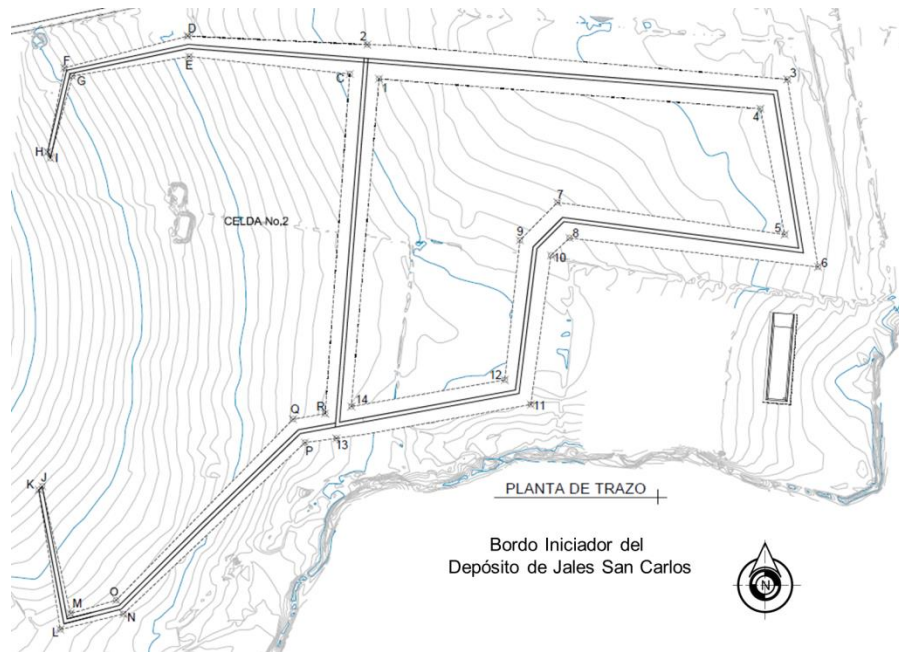 D
2
F
E
G
C
1
3
4
H
I
7
CELDA No,2
9
8
5
10
6
12
14
11
Q
R
P
13
J
K
PLANTA DE TRAZO
Bordo Iniciador del
Depósito de Jales San Carlos
N
O
M
L
N